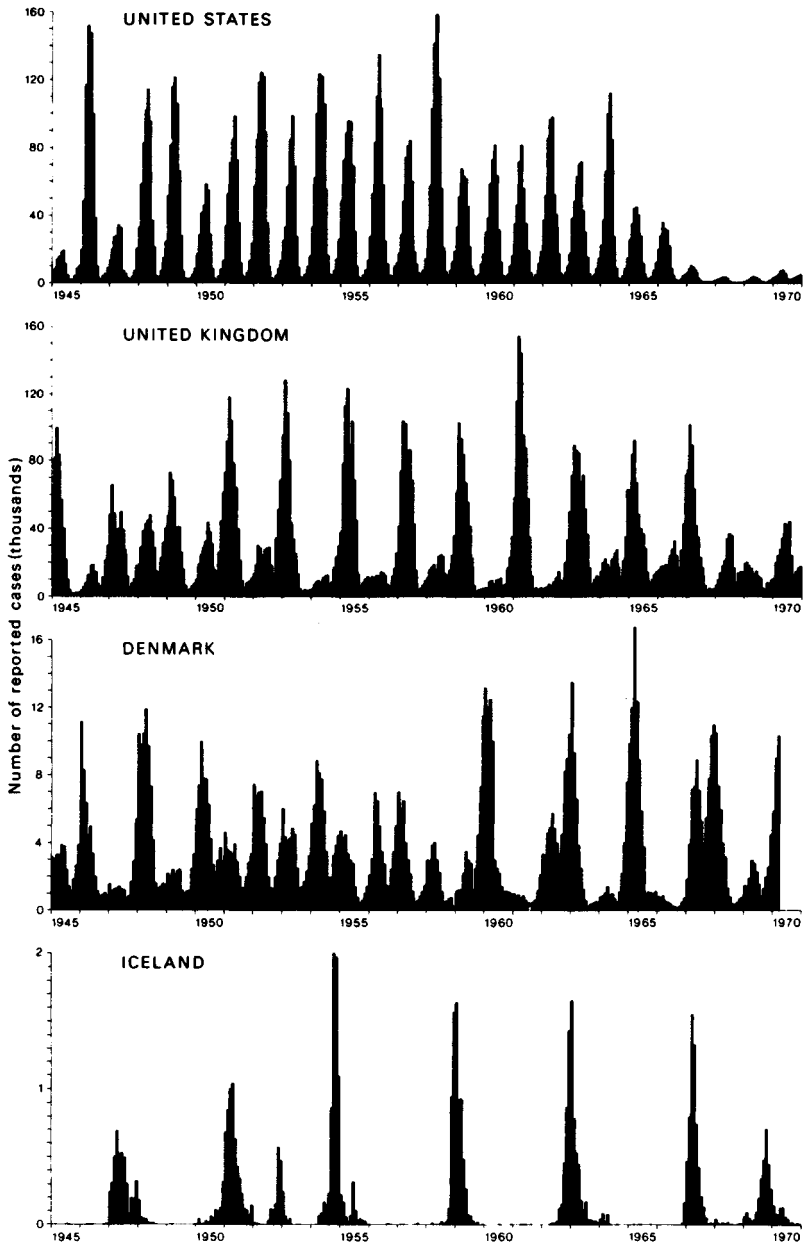 UNITED STATES
160
120
80
40
0
1945 1950 1955 1960 1965 1970
UNITED KINGDOM
160
120
80
40
0
1945 1950 1955 1960 1965 1970
Number of reported cases (thousands)
DENMARK
16
12
8
4
0
1945 1950 1955 1960 1965 1970
ICELAND
2
1
0
1945 1950 1955 1960 1965 1970